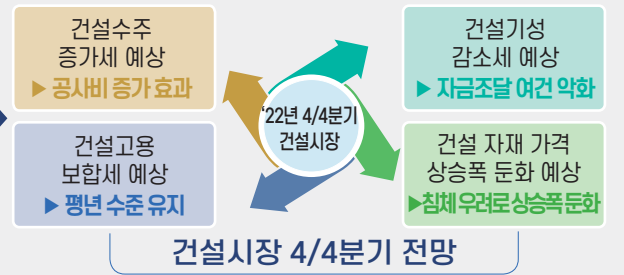 건설수주
증가세 예상
▶ 공사비 증가 효과
건설기성
감소세 예상
▶ 자금조달 여건 악화
‘22년 4/4분기
건설시장
건설고용
보합세 예상
▶ 평년 수준 유지
건설 자재 가격
상승폭 둔화 예상
▶침체 우려로 상승폭 둔화
건설시장 4/4분기 전망